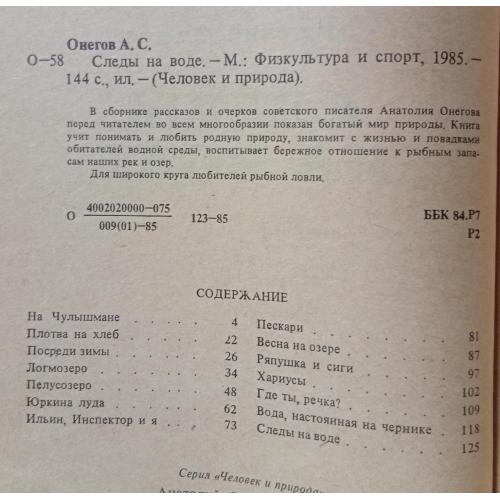 Онегов А. С.
О—58 Следы на воде. — М.: Физкультура и спорт, 1985. —
144 с., ил. — (Человек и природа).
В сборнике рассказов и очерков советского писателя Анатолия Онегова
перед читателем во всем многообразии показан богатый мир природы. Книга
учит понимать и любить родную природу, знакомит с жизнью и повадками
обитателей водной среды, воспитывает бережное отношение к рыбным запа-
сам наших рек и озер.
Для широкого круга любителей рыбной ловли.
О 4002020000—075
009(01)—85
123—85
ББК 84.Р7
Р2
СОДЕРЖАНИЕ
На Чулышмане . . . . . 4
Плотва на хлеб . . . . . 22
Посреди зимы . . . . . 26
Логмозеро . . . . . 34
Пелусозеро . . . . . 48
Юркина луда . . . . . 62
Ильин, Инспектор и я . . . 73
Пескари . . . . . 81
Весна на озере . . . . . 87
Ряпушка и сиги . . . . . 97
Хариусы . . . . . 102
Где ты, речка? . . . . . 109
Вода, настоянная на чернике . 118
Следы на воде . . . . . 125
Серия «Человек и природа»